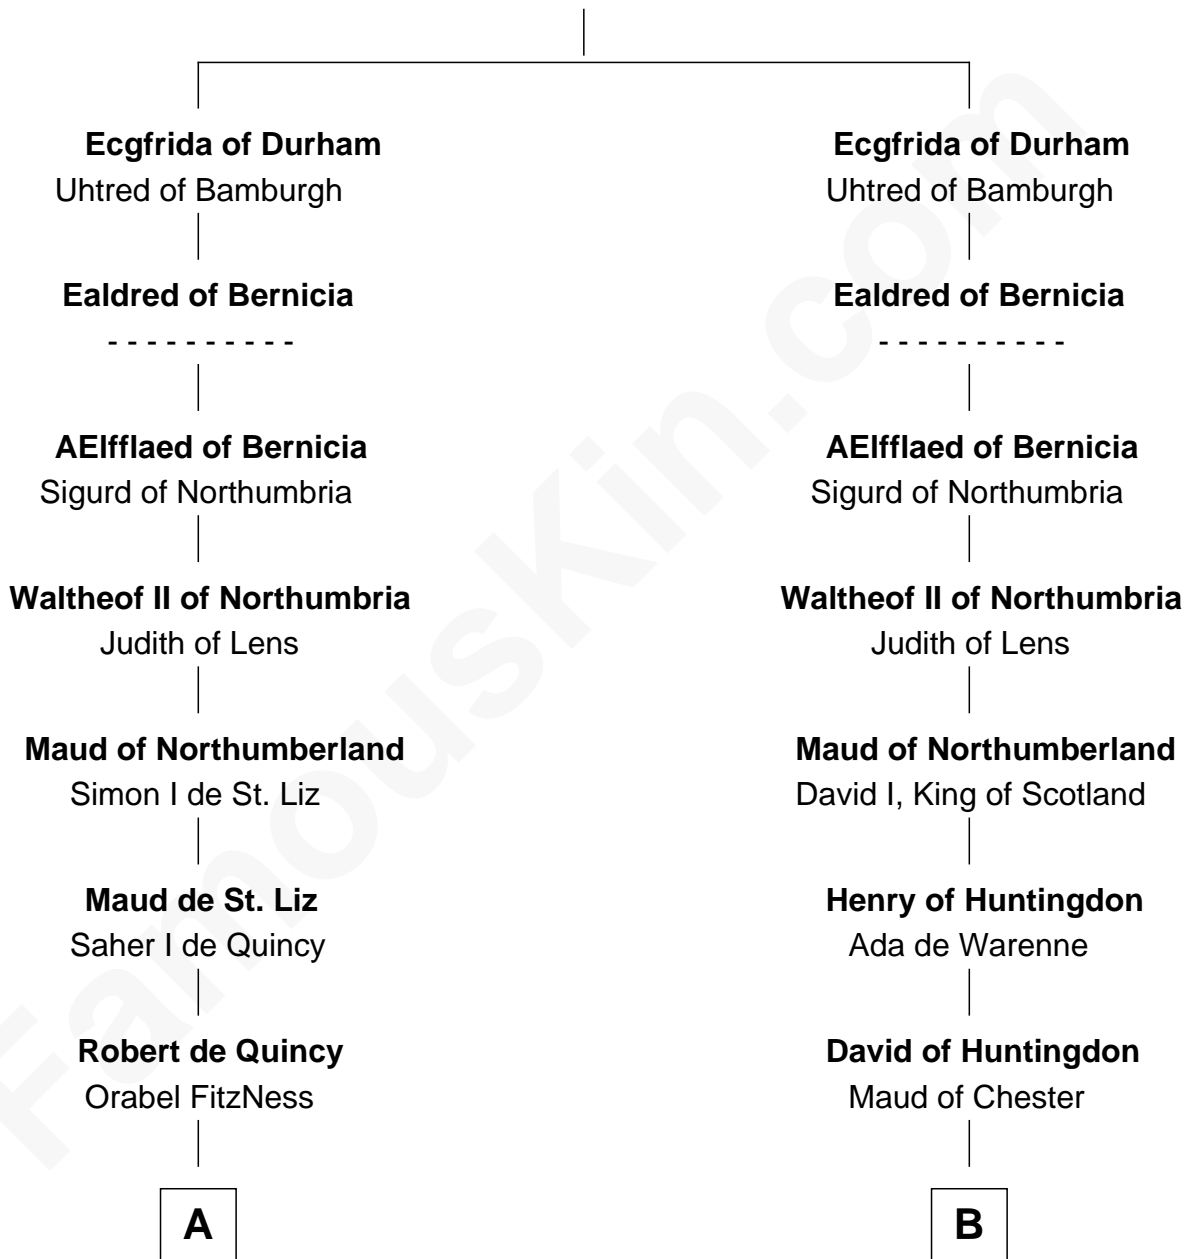 Ecgfrida of Durham
Uhtred of Bamburgh
Ealdred of Bernicia
- - - - - - - - - -
AElfflaed of Bernicia
Sigurd of Northumbria
Waltheof II of Northumbria
Judith of Lens
Maud of Northumberland
Simon I de St. Liz
Maud de St. Liz
Saher I de Quincy
Robert de Quincy
Orabel FitzNess
A
Ecgfrida of Durham
Uhtred of Bamburgh
Ealdred of Bernicia
- - - - - - - - - -
AElfflaed of Bernicia
Sigurd of Northumbria
Waltheof II of Northumbria
Judith of Lens
Maud of Northumberland
David I, King of Scotland
Henry of Huntingdon
Ada de Warenne
David of Huntingdon
Maud of Chester
B
FamousKin.com